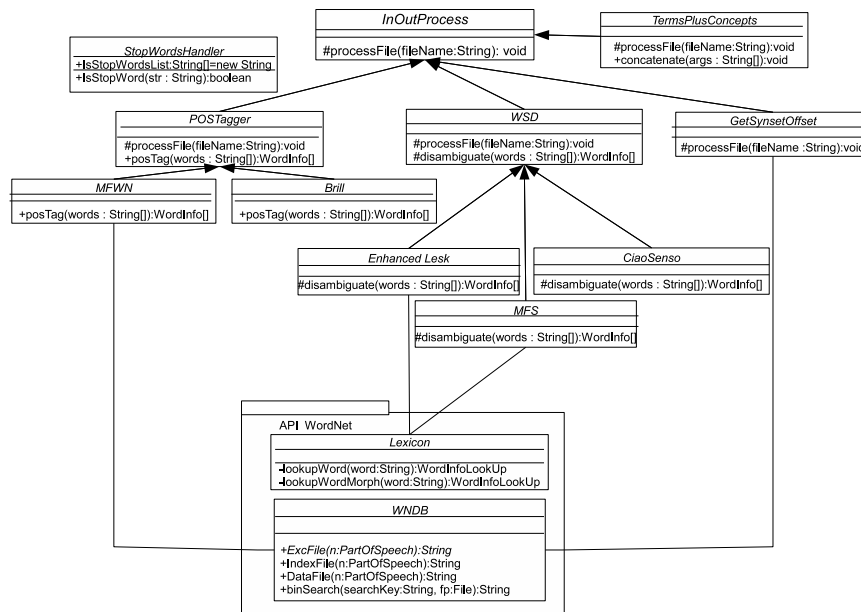 InOutProcess
#processFile(fileName:String): void
TermsPlusConcepts
#processFile(fileName:String):void
+concatenate(args : String[]):void
StopWordsHandler
+IsStopWordsList:String[]=new String
+IsStopWord(str : String):boolean
POSTagger
#processFile(fileName:String):void
+posTag(words : String[]):WordInfo[]
WSD
#processFile(fileName:String):void
#disambiguate(words : String[]):WordInfo[]
GetSynsetOffset
#processFile(fileName :String):void
MFWN
+posTag(words : String[]):WordInfo[]
Brill
+posTag(words : String[]):WordInfo[]
Enhanced Lesk
#disambiguate(words : String[]):WordInfo[]
CiaoSenso
#disambiguate(words : String[]):WordInfo[]
MFS
#disambiguate(words : String[]):WordInfo[]
API WordNet
Lexicon
-lookupWord(word:String):WordInfoLookUp
-lookupWordMorph(word:String):WordInfoLookUp
WNDB
+ExcFile(n:PartOfSpeech):String
+IndexFile(n:PartOfSpeech):String
+DataFile(n:PartOfSpeech):String
+binSearch(searchKey:String, fp:File):String